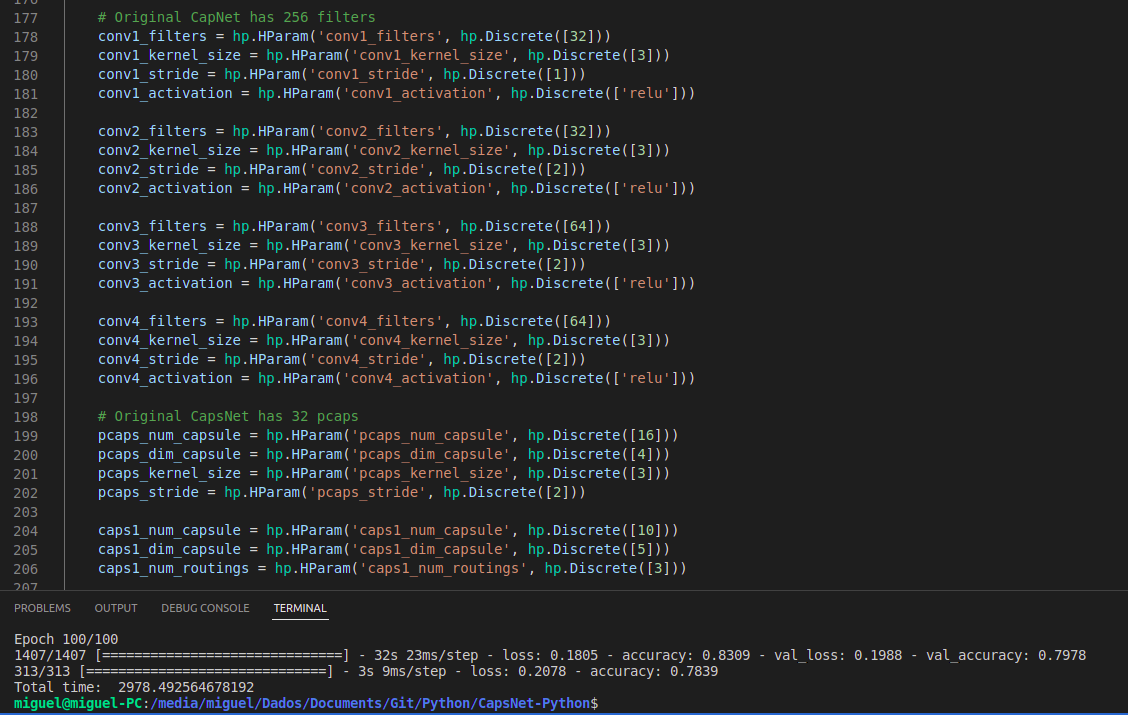 177 # Original CapNet has 256 filters
178 conv1_filters = hp.HParam('conv1_filters', hp.Discrete([32]))
179 conv1_kernel_size = hp.HParam('conv1_kernel_size', hp.Discrete([3]))
180 conv1_stride = hp.HParam('conv1_stride', hp.Discrete([1]))
181 conv1_activation = hp.HParam('conv1_activation', hp.Discrete(['relu']))
182
183 conv2_filters = hp.HParam('conv2_filters', hp.Discrete([32]))
184 conv2_kernel_size = hp.HParam('conv2_kernel_size', hp.Discrete([3]))
185 conv2_stride = hp.HParam('conv2_stride', hp.Discrete([2]))
186 conv2_activation = hp.HParam('conv2_activation', hp.Discrete(['relu']))
187
188 conv3_filters = hp.HParam('conv3_filters', hp.Discrete([64]))
189 conv3_kernel_size = hp.HParam('conv3_kernel_size', hp.Discrete([3]))
190 conv3_stride = hp.HParam('conv3_stride', hp.Discrete([2]))
191 conv3_activation = hp.HParam('conv3_activation', hp.Discrete(['relu']))
192
193 conv4_filters = hp.HParam('conv4_filters', hp.Discrete([64]))
194 conv4_kernel_size = hp.HParam('conv4_kernel_size', hp.Discrete([3]))
195 conv4_stride = hp.HParam('conv4_stride', hp.Discrete([2]))
196 conv4_activation = hp.HParam('conv4_activation', hp.Discrete(['relu']))
197
198 # Original CapsNet has 32 pcaps
199 pcaps_num_capsule = hp.HParam('pcaps_num_capsule', hp.Discrete([16]))
200 pcaps_dim_capsule = hp.HParam('pcaps_dim_capsule', hp.Discrete([4]))
201 pcaps_kernel_size = hp.HParam('pcaps_kernel_size', hp.Discrete([3]))
202 pcaps_stride = hp.HParam('pcaps_stride', hp.Discrete([2]))
203
204 caps1_num_capsule = hp.HParam('caps1_num_capsule', hp.Discrete([10]))
205 caps1_dim_capsule = hp.HParam('caps1_dim_capsule', hp.Discrete([5]))
206 caps1_num_routings = hp.HParam('caps1_num_routings', hp.Discrete([3]))
207
PROBLEMS OUTPUT DEBUG CONSOLE TERMINAL
Epoch 100/100
1407/1407 [==============================] - 32s 23ms/step - loss: 0.1805 - accuracy: 0.8309 - val_loss: 0.1988 - val_accuracy: 0.7978
313/313 [==============================] - 3s 9ms/step - loss: 0.2078 - accuracy: 0.7839
Total time:  2978.492564678192
miguel@miguel-PC:/media/miguel/Dados/Documents/Git/Python/CapsNet-Python$